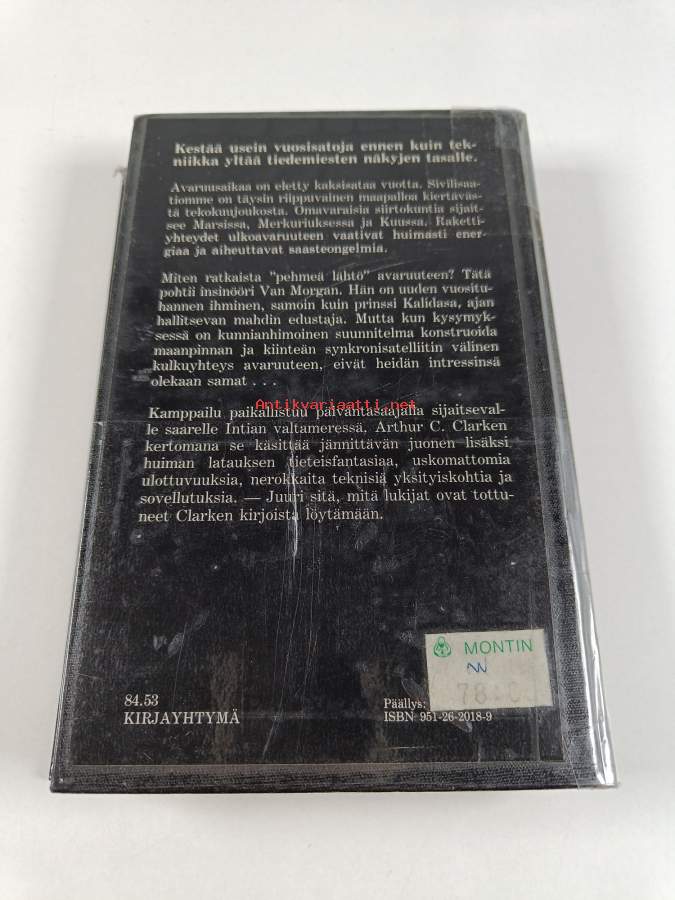 Kestää usein vuosisatoja ennen kuin tek-
niikka yltää tiedemiesten näkyjen tasalle.
Avaruusaikaa on eletty kaksisataa vuotta. Sivilisaa-
tiomme on täysin riippuvainen maapalloa kiertäväs-
tä tekokuujoukosta. Omavaraisia siirtokuntia sijait-
see Marsissa, Merkuriuksessa ja Kuussa. Raketti-
yhteydet ulkoavaruuteen vaativat huimasti ener-
giaa ja aiheuttavat saasteongelmia.
Miten ratkaista "pehmeä lähtö" avaruuteen? Tätä
pohtii insinööri Van Morgan. Hän on uuden vuositu-
hannen ihminen, samoin kuin prinssi Kalidasa, ajan
hallitsevan mahdin edustaja. Mutta kun kysymyk-
sessä on kunnianhimoinen suunnitelma konstruoida
maanpinnan ja kiinteän synkronisatelliitin välinen
kulkuyhteys avaruuteen, eivät heidän intressinsä
olekaan samat . . .
Antikvariaatti.net
Kamppailu paikallistuu päiväntasaajalla sijaitseval-
le saarelle Intian valtameressä. Arthur C. Clarken
kertomana se käsittää jännittävän juonen lisäksi
huiman latauksen tieteisfantasiaa, uskomattomia
ulottuvuuksia, nerokkaita teknisiä yksityiskohtia ja
sovellutuksia. — Juuri sitä, mitä lukijat ovat tottu-
neet Clarken kirjoista löytämään.
MONTIN
84.53
KIRJAYHTYMÄ
Päällys:
ISBN 951-26-2018-9